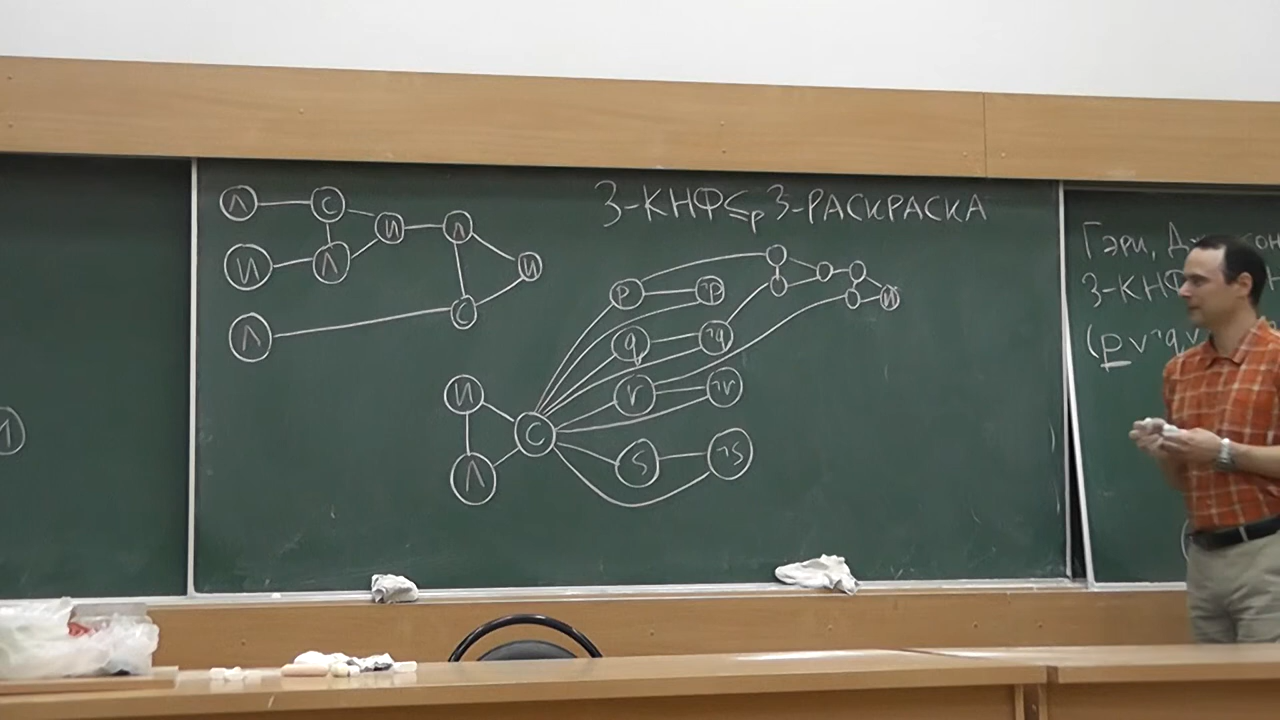 3-КНФ ≤p 3-РАСКРАСКА
Л С И Л И
И Л
Л С
p ¬p
q ¬q
r ¬r
s ¬s
И
И
С
Л
И
Гэри,
3-КНФ
(p∨¬q∨